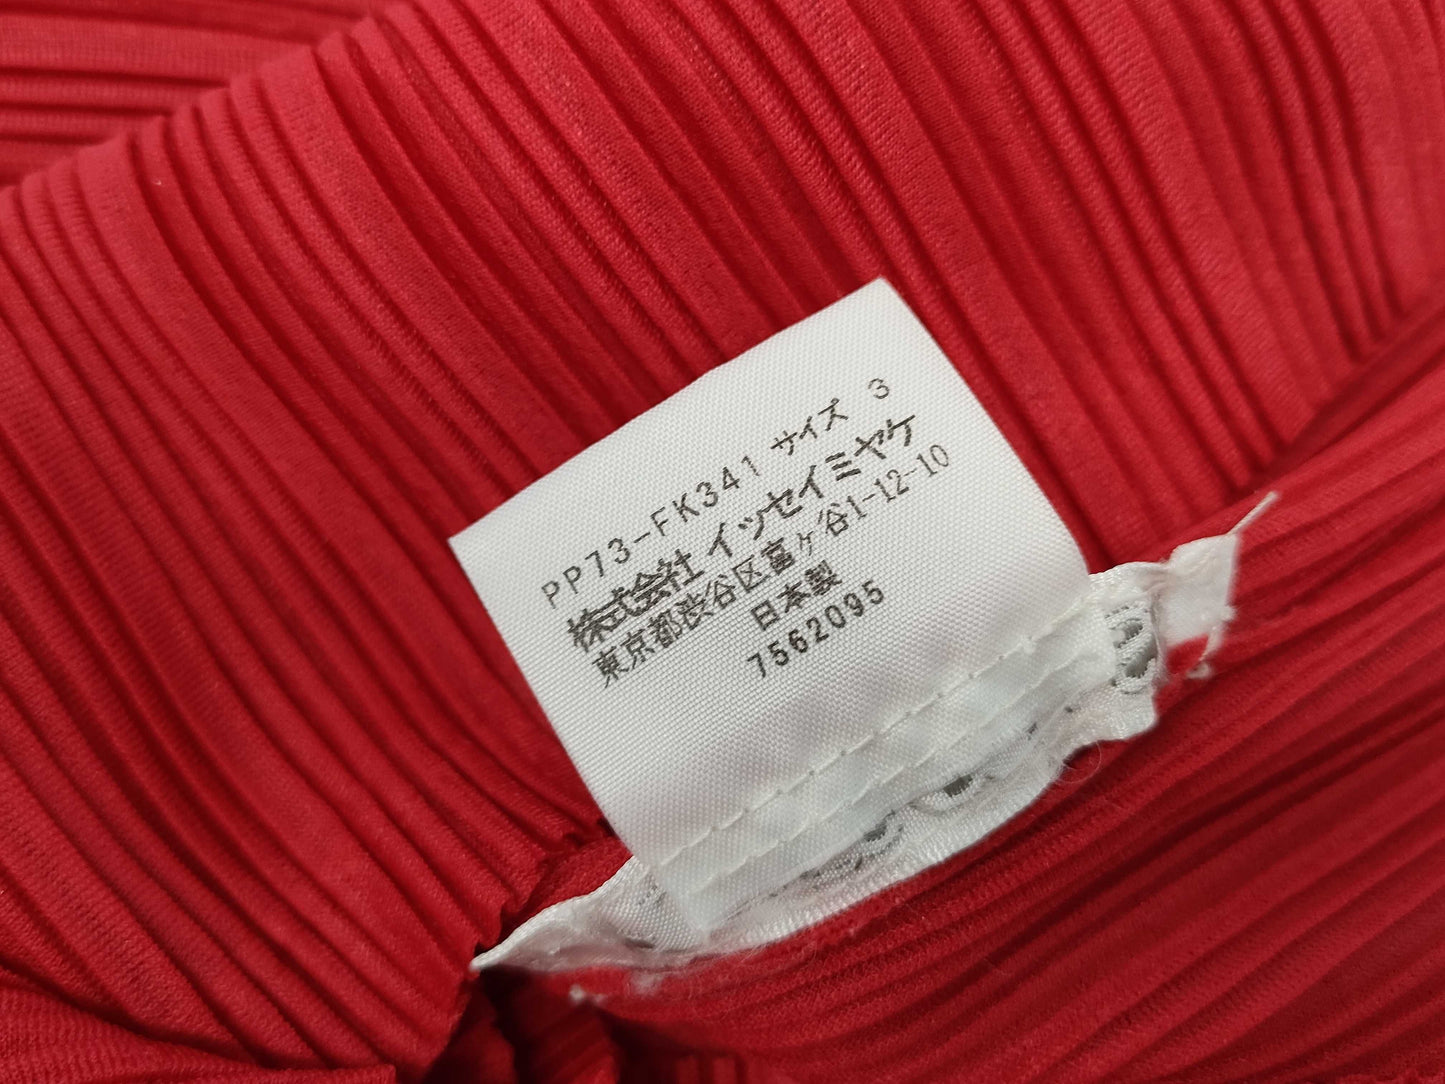 PP73-FK341 サイズ 3
株式会社 イッセイミヤケ
東京都渋谷区富ヶ谷1-12-10
日本製
7562095